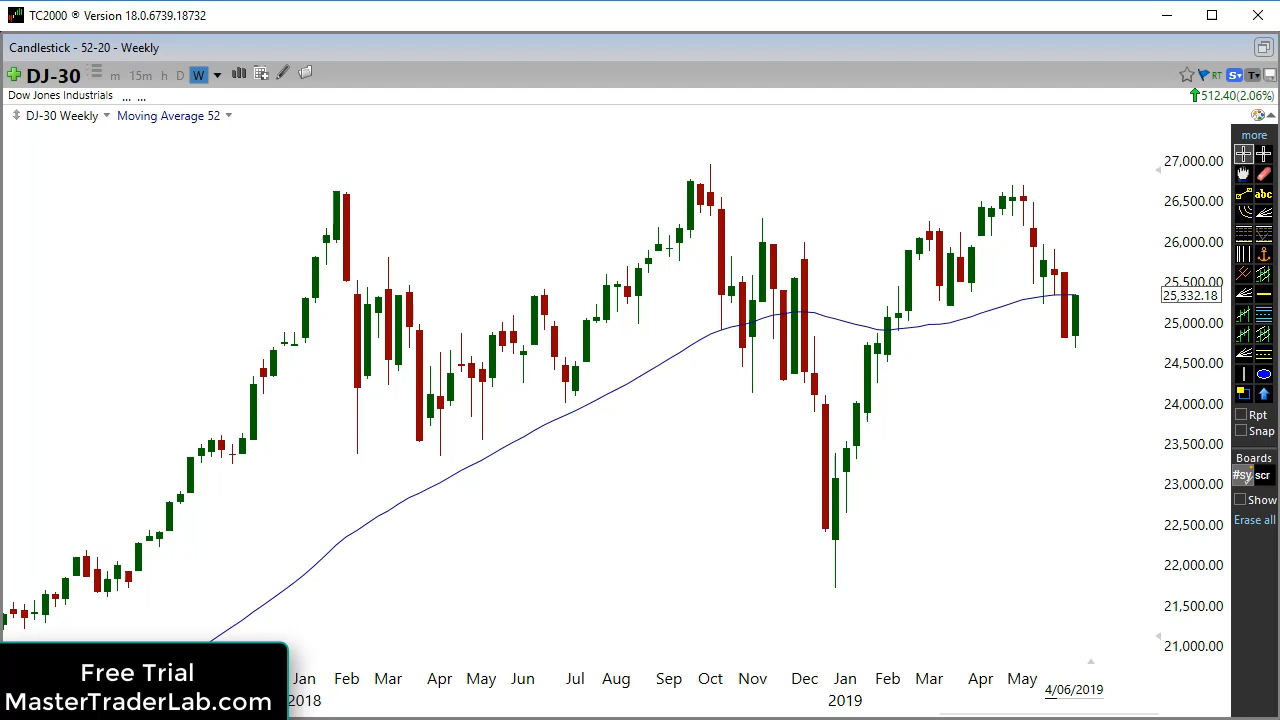 TC2000 ® Version 18.0.6739.18732
Candlestick - 52-20 - Weekly
DJ-30 m 15m h D W RT S T
Dow Jones Industrials ... ... 512.40(2.06%)
DJ-30 Weekly Moving Average 52
more
abc
27,000.00
26,500.00
26,000.00
25,500.00
25,332.18
25,000.00
24,500.00
24,000.00
23,500.00
23,000.00
22,500.00
22,000.00
21,500.00
21,000.00
Rpt
Snap
Boards
#sy scr
Show
Erase all
Jan Feb Mar Apr May Jun Jul Aug Sep Oct Nov Dec Jan Feb Mar Apr May
2018 2019 4/06/2019
Free Trial
MasterTraderLab.com